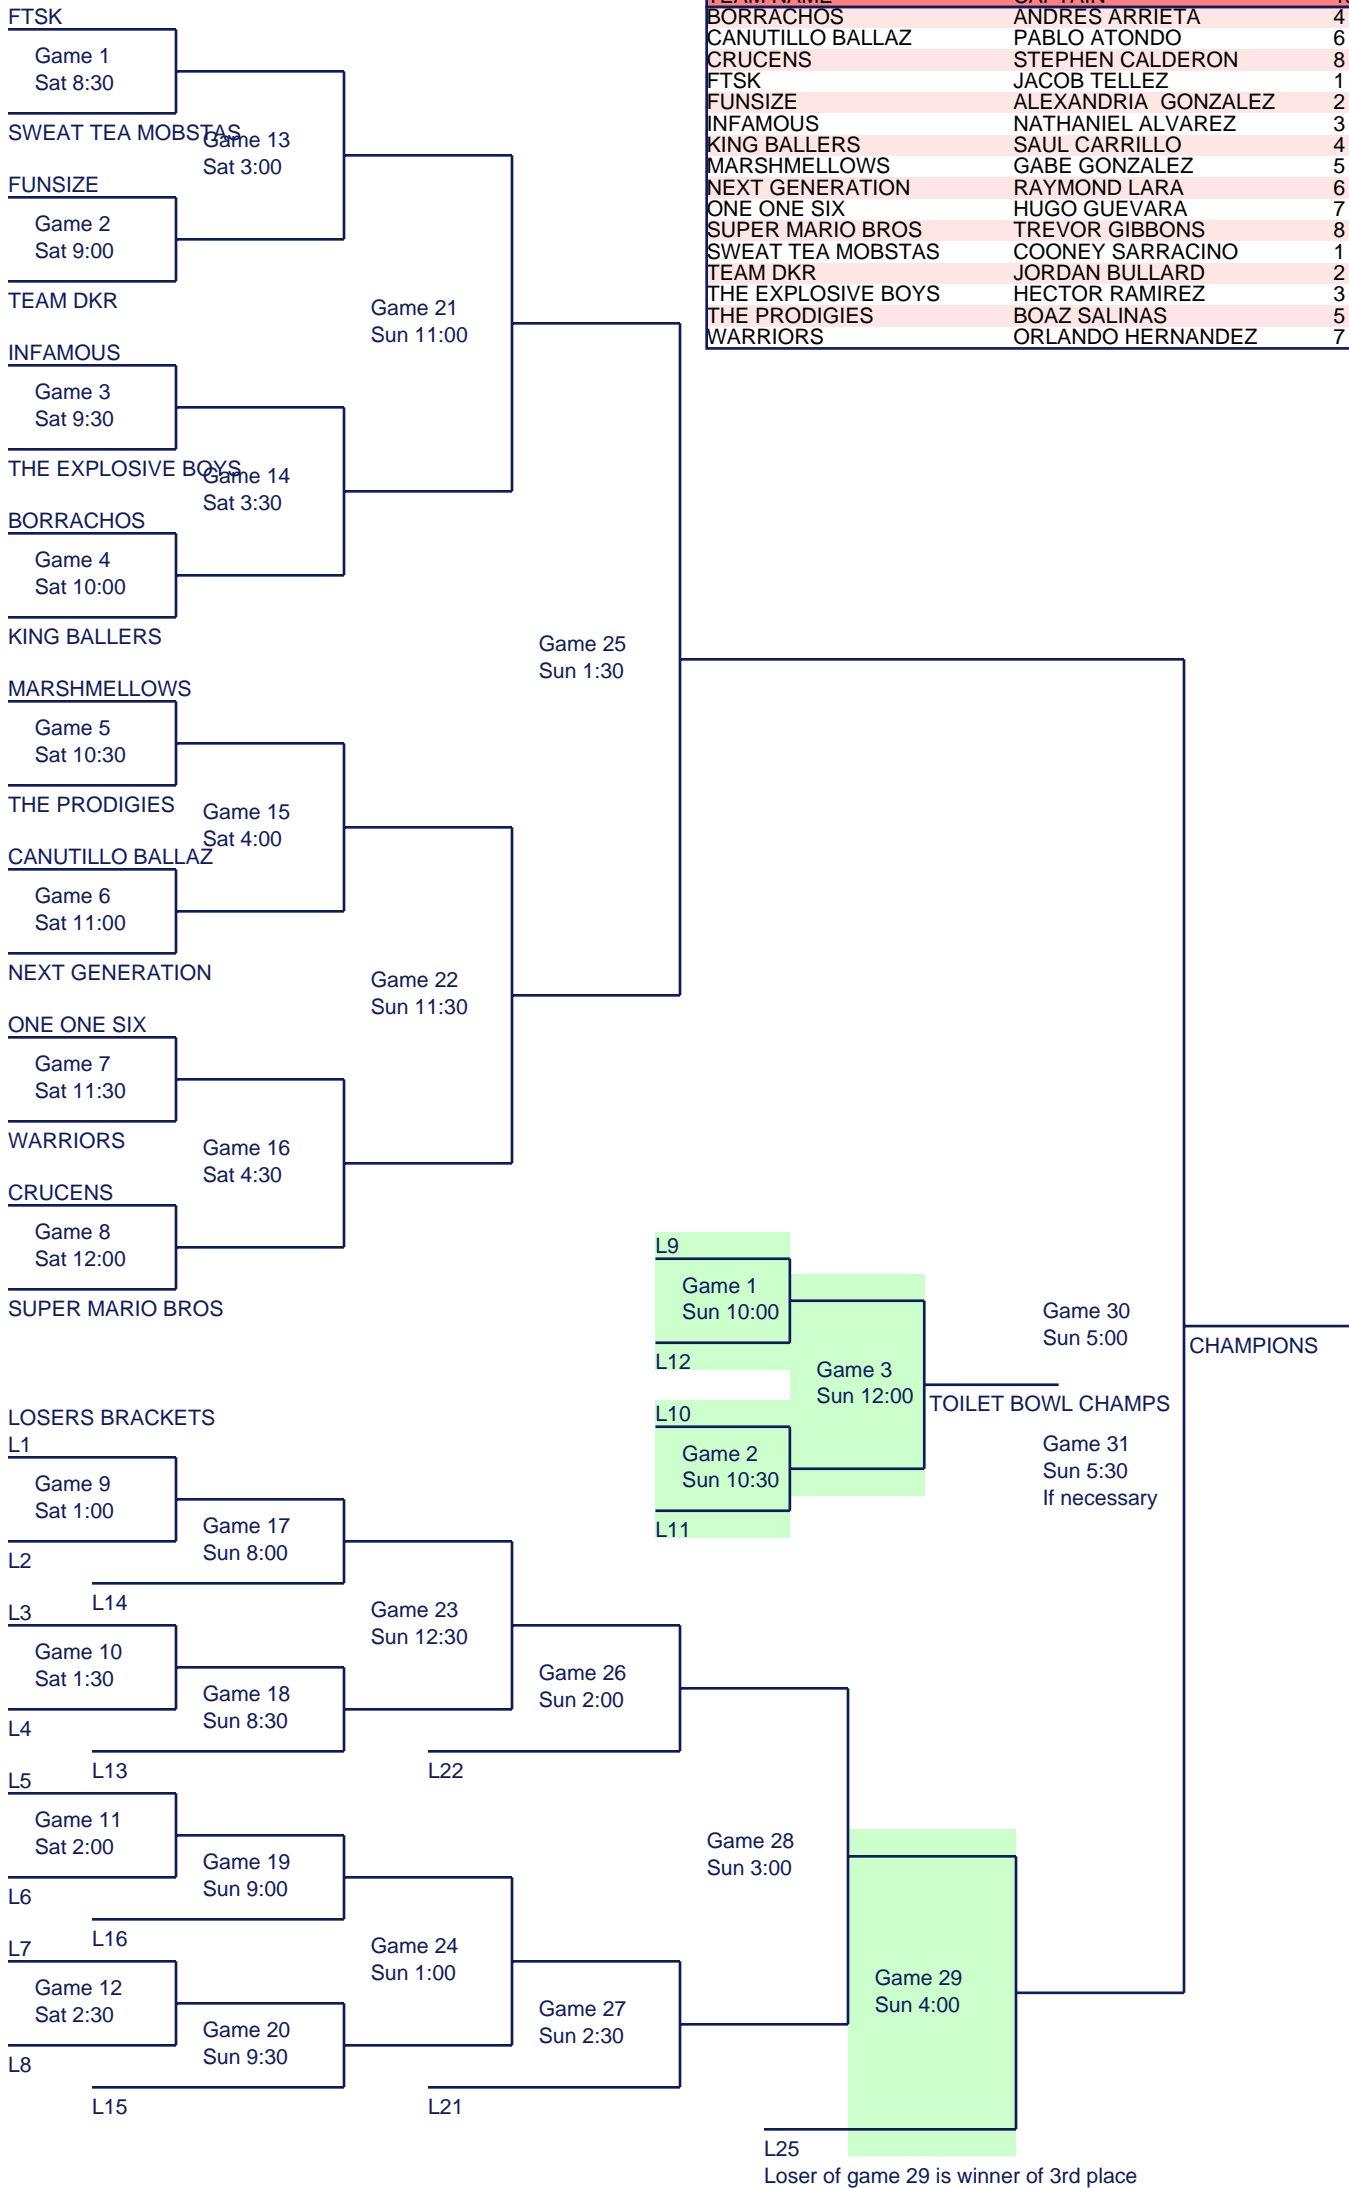 FTSK
Game 1
Sat 8:30
SWEAT TEA MOBSTAS
Game 13
Sat 3:00
FUNSIZE
Game 2
Sat 9:00
TEAM DKR
Game 21
Sun 11:00
INFAMOUS
Game 3
Sat 9:30
THE EXPLOSIVE BOYS
Game 14
Sat 3:30
BORRACHOS
Game 4
Sat 10:00
KING BALLERS
Game 25
Sun 1:30
MARSHMELLOWS
Game 5
Sat 10:30
THE PRODIGIES
Game 15
Sat 4:00
CANUTILLO BALLAZ
Game 6
Sat 11:00
NEXT GENERATION
Game 22
Sun 11:30
ONE ONE SIX
Game 7
Sat 11:30
WARRIORS
Game 16
Sat 4:30
CRUCENS
Game 8
Sat 12:00
SUPER MARIO BROS
TEAM NAME CAPTAIN
BORRACHOS ANDRES ARRIETA 4
CANUTILLO BALLAZ PABLO ATONDO 6
CRUCENS STEPHEN CALDERON 8
FTSK JACOB TELLEZ 1
FUNSIZE ALEXANDRIA GONZALEZ 2
INFAMOUS NATHANIEL ALVAREZ 3
KING BALLERS SAUL CARRILLO 4
MARSHMELLOWS GABE GONZALEZ 5
NEXT GENERATION RAYMOND LARA 6
ONE ONE SIX HUGO GUEVARA 7
SUPER MARIO BROS TREVOR GIBBONS 8
SWEAT TEA MOBSTAS COONEY SARRACINO 1
TEAM DKR JORDAN BULLARD 2
THE EXPLOSIVE BOYS HECTOR RAMIREZ 3
THE PRODIGIES BOAZ SALINAS 5
WARRIORS ORLANDO HERNANDEZ 7
L9
Game 1
Sun 10:00
L12
Game 3
Sun 12:00
L10
Game 2
Sun 10:30
L11
TOILET BOWL CHAMPS
Game 30
Sun 5:00
CHAMPIONS
Game 31
Sun 5:30
If necessary
LOSERS BRACKETS
L1
Game 9
Sat 1:00
L2
Game 17
Sun 8:00
L14
L3
Game 10
Sat 1:30
L4
Game 18
Sun 8:30
L13
Game 23
Sun 12:30
Game 26
Sun 2:00
L22
L5
Game 11
Sat 2:00
L6
Game 19
Sun 9:00
L16
L7
Game 12
Sat 2:30
L8
Game 20
Sun 9:30
L15
Game 24
Sun 1:00
Game 27
Sun 2:30
L21
Game 28
Sun 3:00
Game 29
Sun 4:00
L25
Loser of game 29 is winner of 3rd place